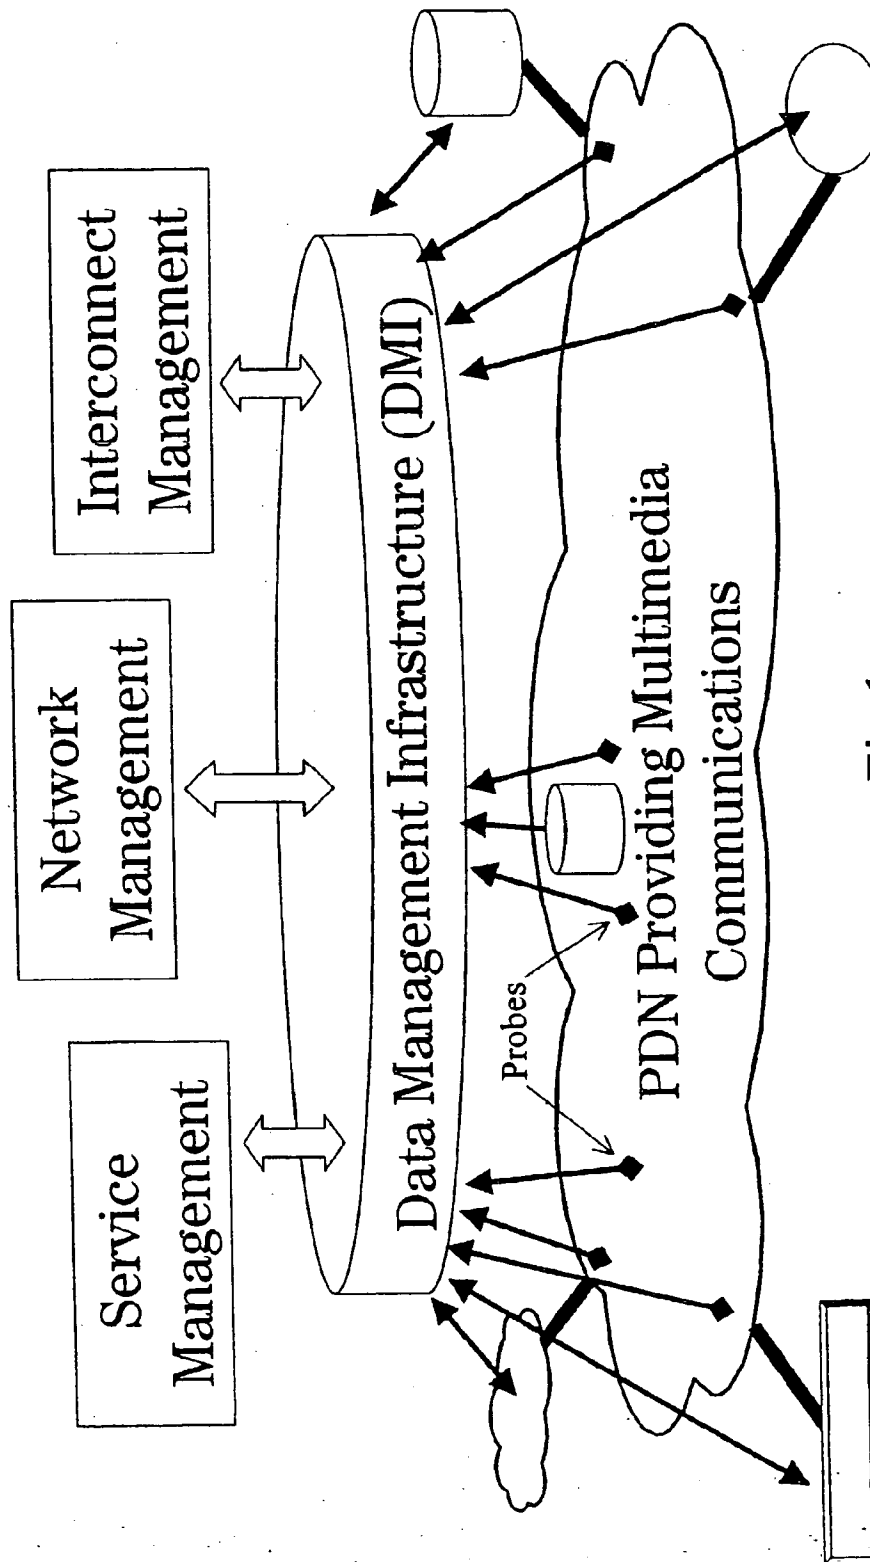 Service
Management
Network
Management
Interconnect
Management
Data Management Infrastructure (DMI)
Probes
PDN Providing Multimedia
Communications